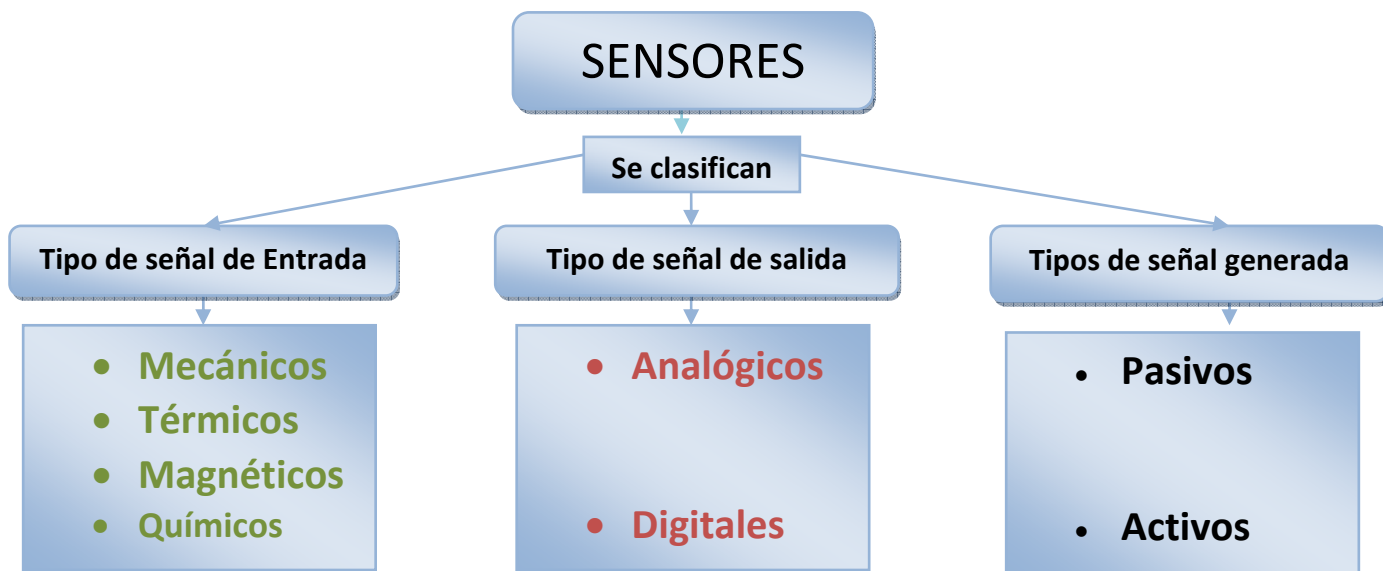 SENSORES
Se clasifican
Tipo de señal de Entrada
Tipo de señal de salida
Tipos de señal generada
• Mecánicos
• Térmicos
• Magnéticos
• Químicos
• Analógicos
• Digitales
• Pasivos
• Activos